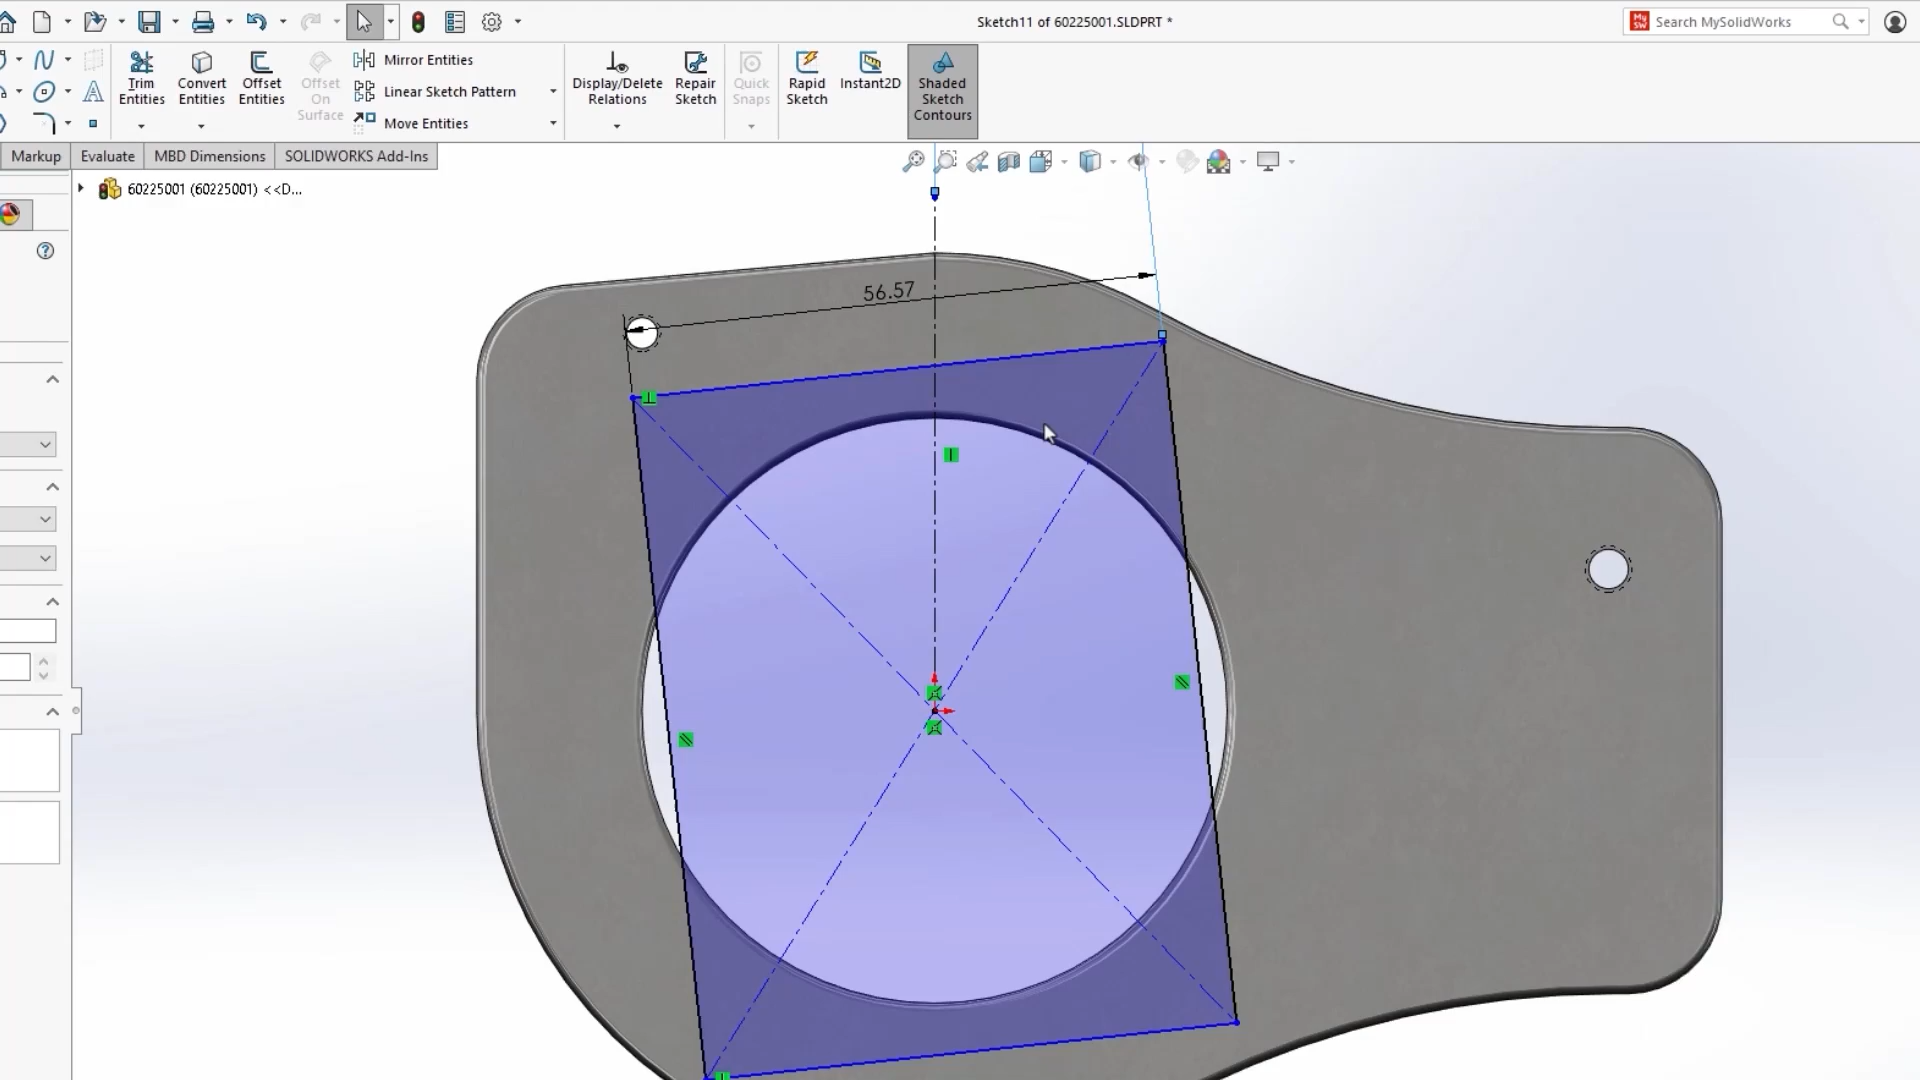 Sketch11 of 60225001.SLDPRT *
My
SW
Search MySolidWorks
Trim
Entities
Convert
Entities
Offset
Entities
Offset
On
Surface
Mirror Entities
Linear Sketch Pattern
Move Entities
Display/Delete
Relations
Repair
Sketch
Quick
Snaps
Rapid
Sketch
Instant2D
Shaded
Sketch
Contours
Markup
Evaluate
MBD Dimensions
SOLIDWORKS Add-Ins
60225001 (60225001) <<D...
56.57